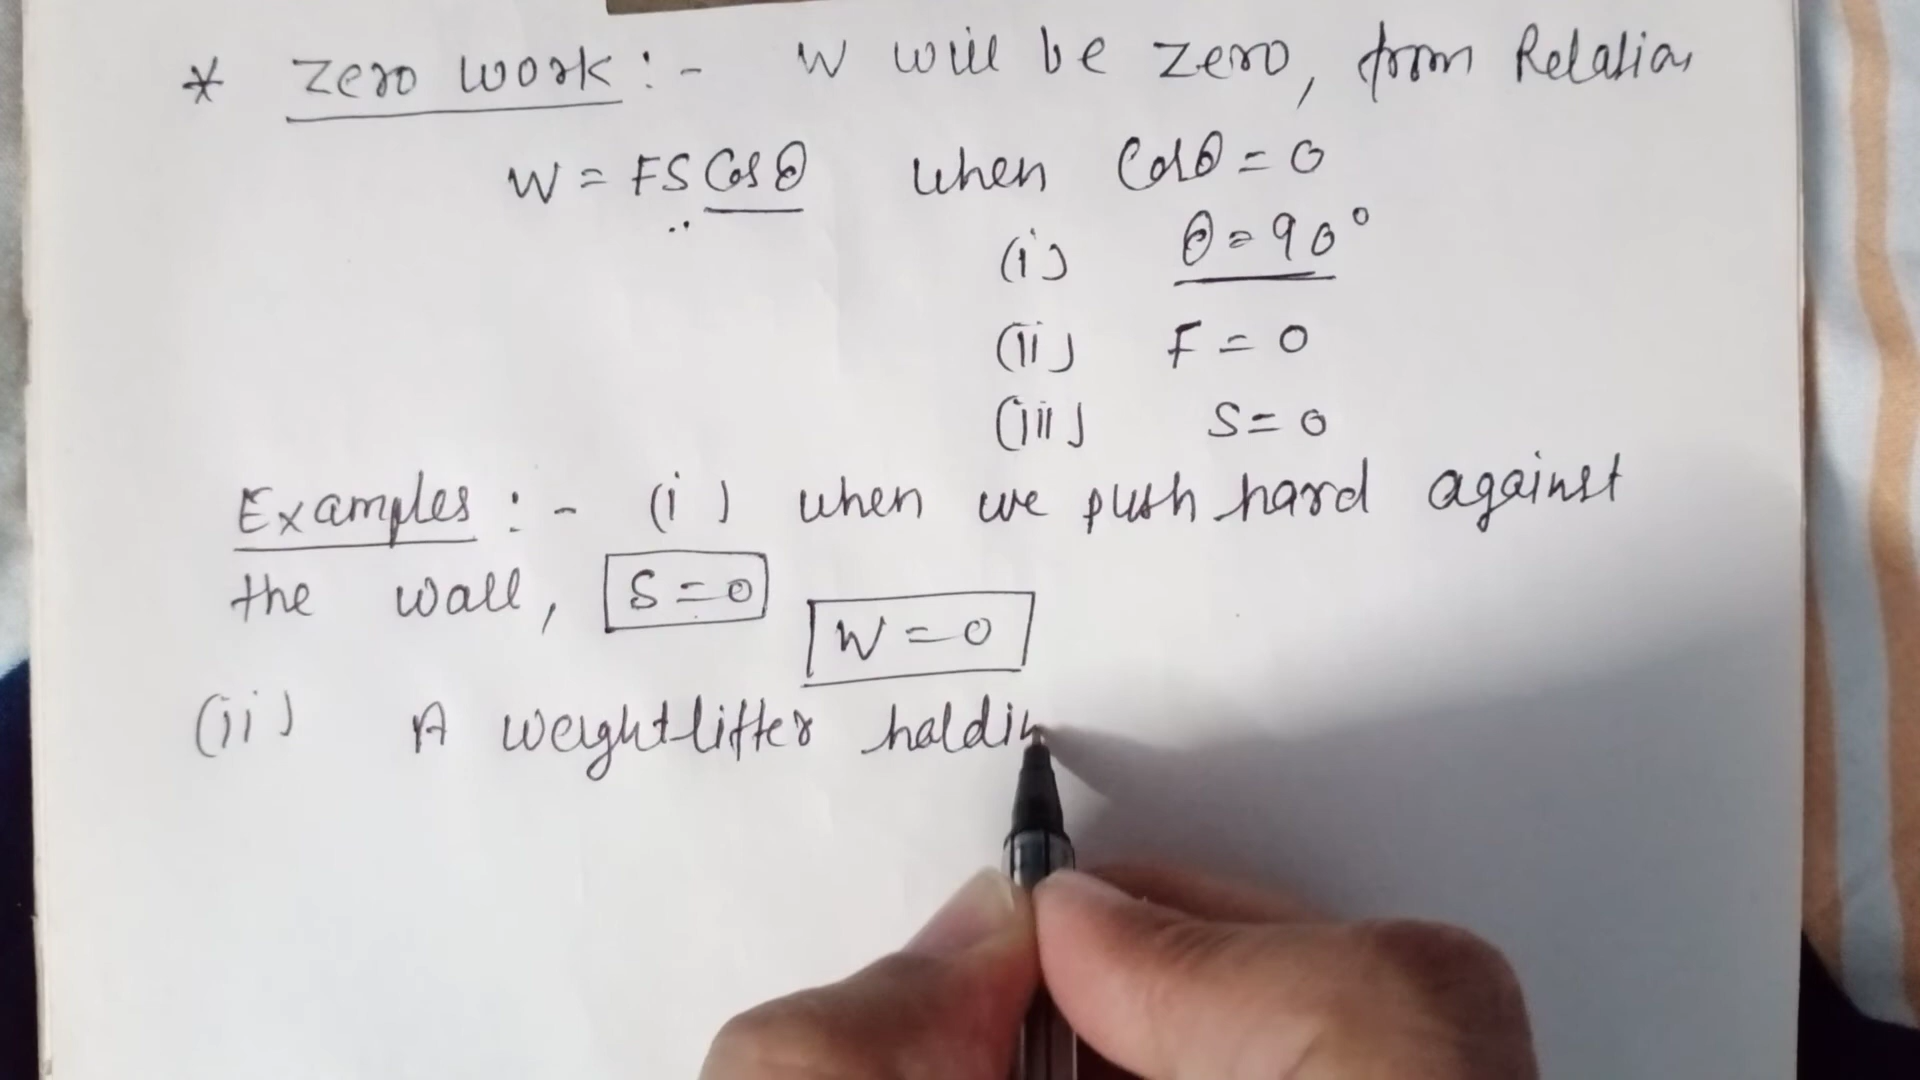 * Zero work :- W will be zero, from Relation
W = FS Cos θ when Cosθ = 0
(i) θ = 90°
(ii) F = 0
(iii) S = 0
Examples :- (i) when we push hard against
the wall, S = 0
W = 0
(ii) A weightlifter holdin